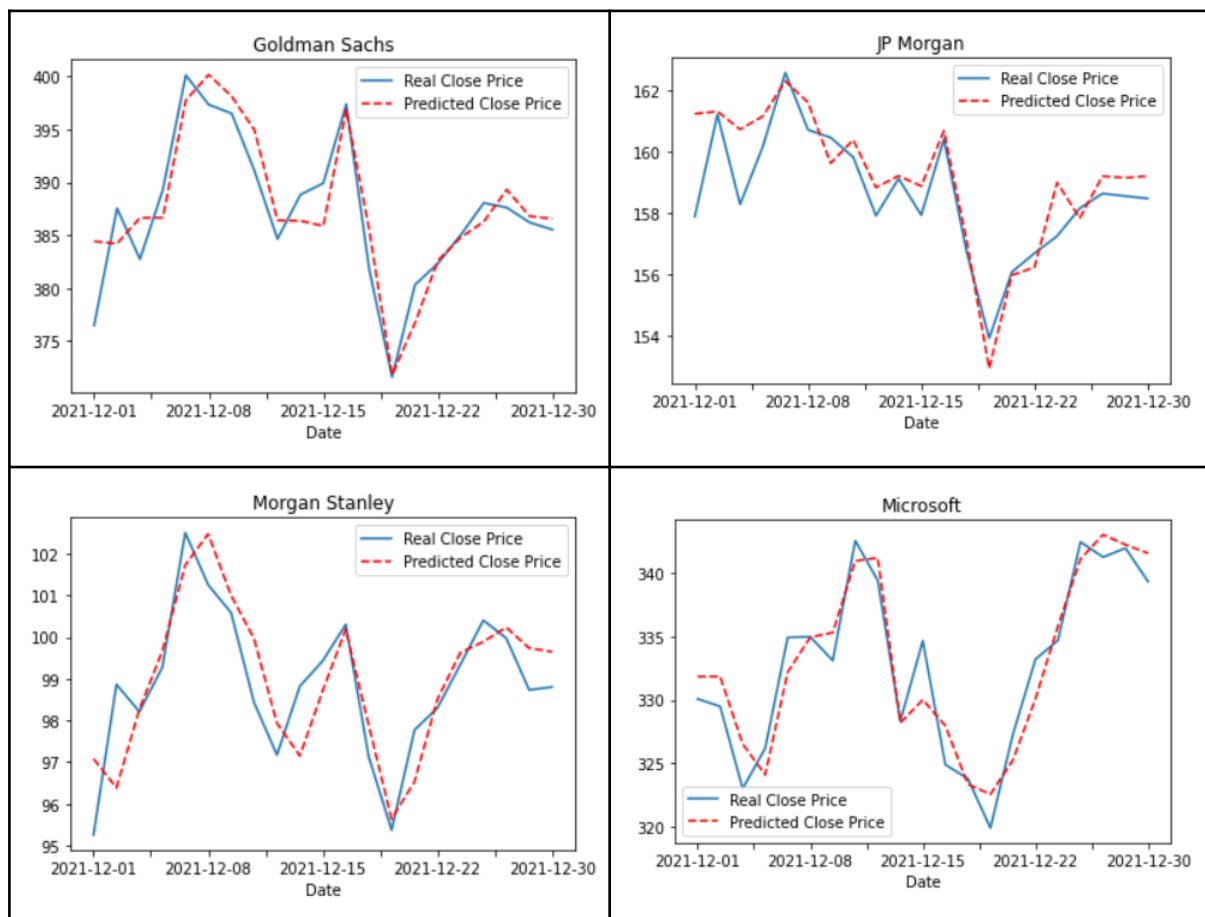 Goldman Sachs
Real Close Price
Predicted Close Price
400
395
390
385
380
375
2021-12-01 2021-12-08 2021-12-15 2021-12-22 2021-12-30
Date
JP Morgan
Real Close Price
Predicted Close Price
162
160
158
156
154
2021-12-01 2021-12-08 2021-12-15 2021-12-22 2021-12-30
Date
Morgan Stanley
Real Close Price
Predicted Close Price
102
101
100
99
98
97
96
95
2021-12-01 2021-12-08 2021-12-15 2021-12-22 2021-12-30
Date
Microsoft
340
335
330
325
320
Real Close Price
Predicted Close Price
2021-12-01 2021-12-08 2021-12-15 2021-12-22 2021-12-30
Date